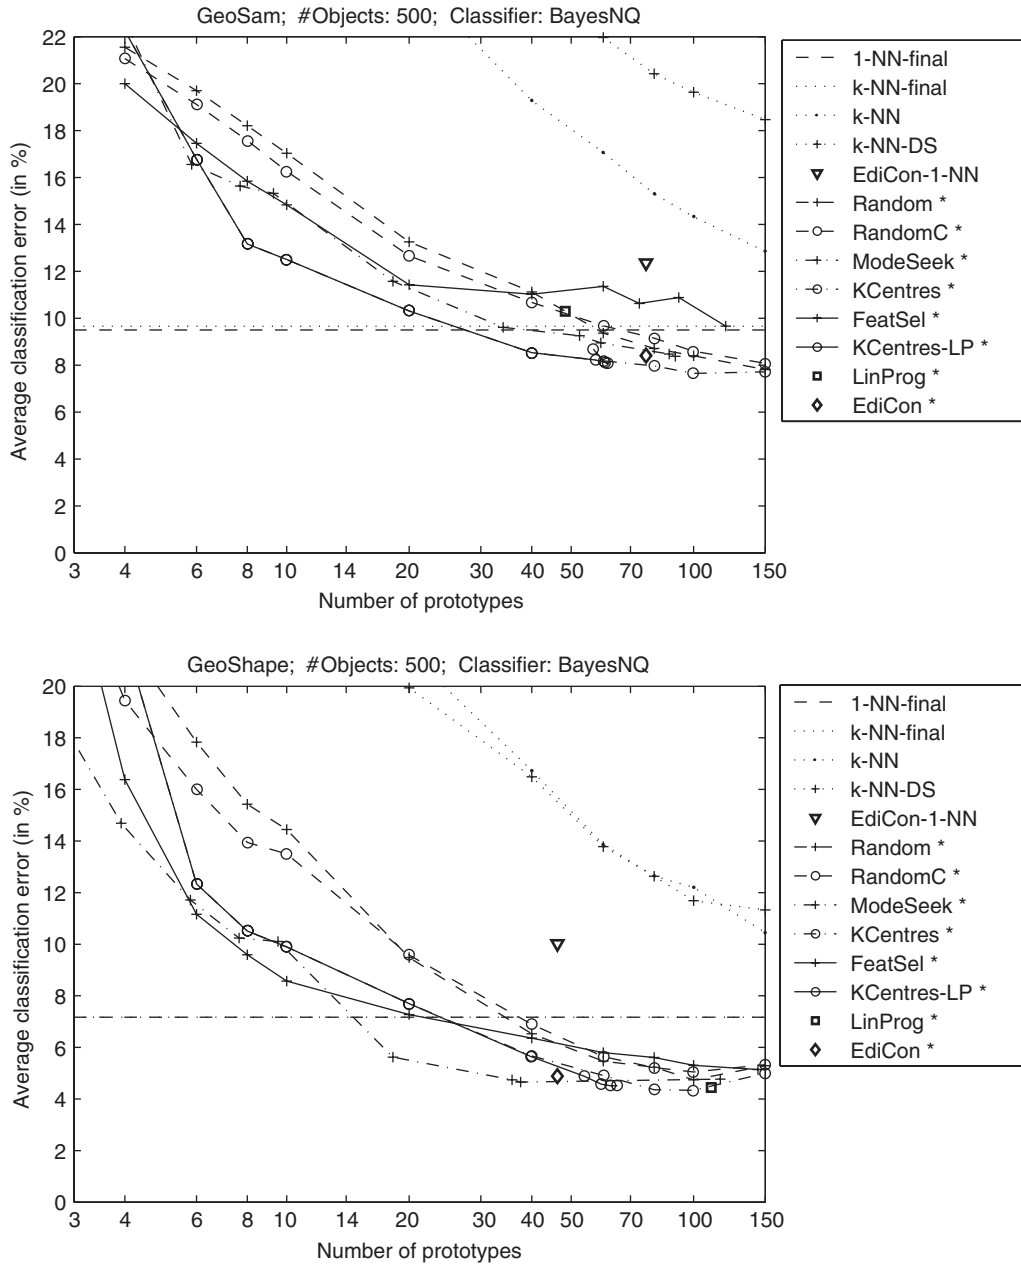 GeoSam; #Objects: 500; Classifier: BayesNQ
Average classification error (in %)
22
20
18
16
14
12
10
8
6
4
2
0
3 4 6 8 10 14 20 30 40 50 70 100 150
Number of prototypes
1-NN-final
k-NN-final
k-NN
k-NN-DS
EdiCon-1-NN
Random *
RandomC *
ModeSeek *
KCentres *
FeatSel *
KCentres-LP *
LinProg *
EdiCon *
GeoShape; #Objects: 500; Classifier: BayesNQ
Average classification error (in %)
20
18
16
14
12
10
8
6
4
2
0
3 4 6 8 10 14 20 30 40 50 70 100 150
Number of prototypes
1-NN-final
k-NN-final
k-NN
k-NN-DS
EdiCon-1-NN
Random *
RandomC *
ModeSeek *
KCentres *
FeatSel *
KCentres-LP *
LinProg *
EdiCon *